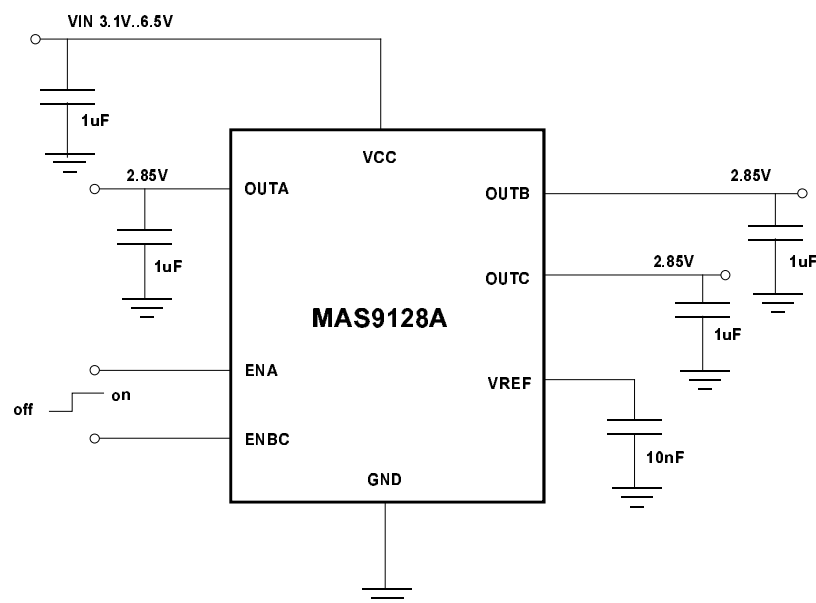 VIN 3.1V..6.5V
1uF
VCC
2.85V
OUTA
1uF
OUTB
2.85V
1uF
OUTC
2.85V
1uF
MAS9128A
ENA
off
on
ENBC
VREF
10nF
GND